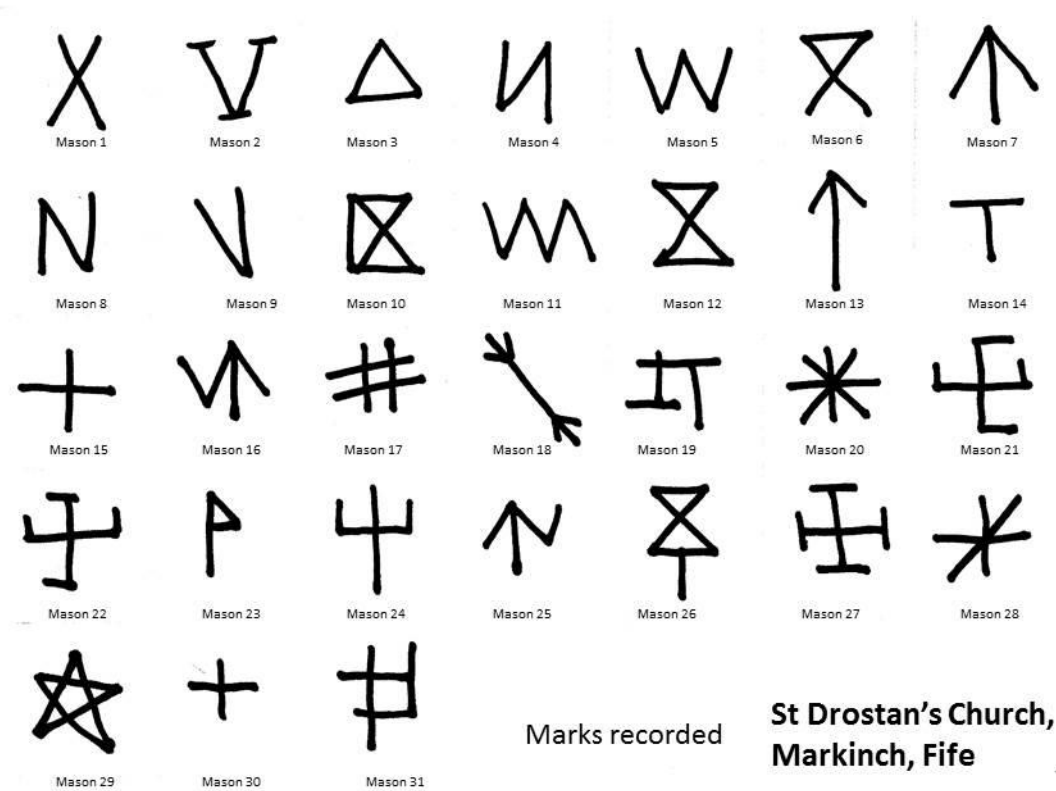 Mason 1 Mason 2 Mason 3 Mason 4 Mason 5 Mason 6 Mason 7
Mason 8 Mason 9 Mason 10 Mason 11 Mason 12 Mason 13 Mason 14
Mason 15 Mason 16 Mason 17 Mason 18 Mason 19 Mason 20 Mason 21
Mason 22 Mason 23 Mason 24 Mason 25 Mason 26 Mason 27 Mason 28
Mason 29 Mason 30 Mason 31
Marks recorded
St Drostan’s Church,
Markinch, Fife